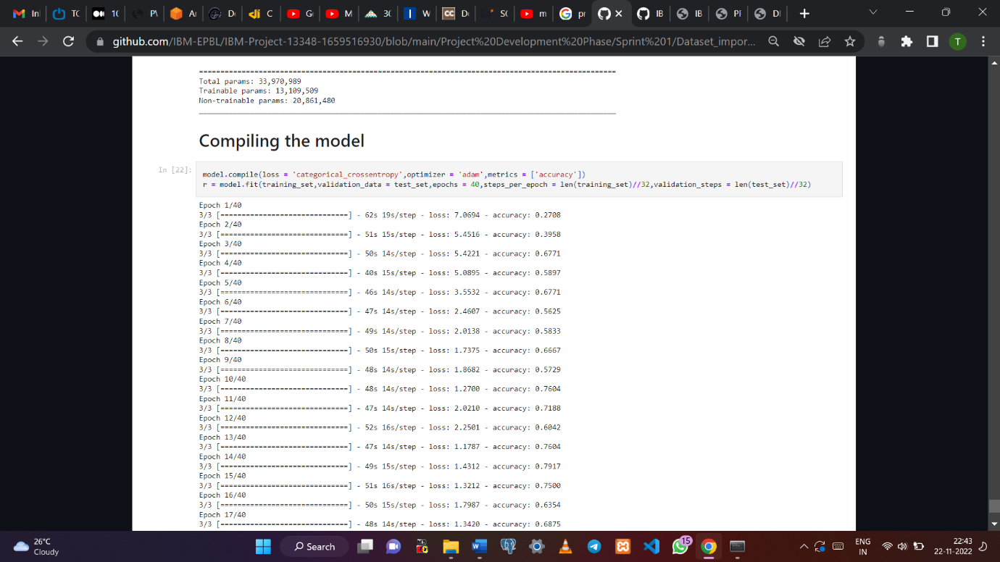 In
TC
10
PV
Ar
De
C
G
M
30
W
De
SC
m
pr
IB
IB
PF
DI
github.com/IBM-EPBL/IBM-Project-13348-1659516930/blob/main/Project%20Development%20Phase/Sprint%201/Dataset_impor...
T
Total params: 33,970,989
Trainable params: 13,109,509
Non-trainable params: 20,861,480
Compiling the model
In [22]:
model.compile(loss = 'categorical_crossentropy',optimizer = 'adam',metrics = ['accuracy'])
r = model.fit(training_set,validation_data = test_set,epochs = 40,steps_per_epoch = len(training_set)//32,validation_steps = len(test_set)//32)
Epoch 1/40
3/3 [==============================] - 62s 19s/step - loss: 7.0694 - accuracy: 0.2708
Epoch 2/40
3/3 [==============================] - 51s 15s/step - loss: 5.4516 - accuracy: 0.3958
Epoch 3/40
3/3 [==============================] - 50s 14s/step - loss: 5.4221 - accuracy: 0.6771
Epoch 4/40
3/3 [==============================] - 40s 15s/step - loss: 5.0895 - accuracy: 0.5897
Epoch 5/40
3/3 [==============================] - 46s 14s/step - loss: 3.5532 - accuracy: 0.6771
Epoch 6/40
3/3 [==============================] - 47s 14s/step - loss: 2.4607 - accuracy: 0.5625
Epoch 7/40
3/3 [==============================] - 49s 14s/step - loss: 2.0138 - accuracy: 0.5833
Epoch 8/40
3/3 [==============================] - 50s 15s/step - loss: 1.7375 - accuracy: 0.6667
Epoch 9/40
3/3 [==============================] - 48s 14s/step - loss: 1.8682 - accuracy: 0.5729
Epoch 10/40
3/3 [==============================] - 48s 14s/step - loss: 1.2700 - accuracy: 0.7604
Epoch 11/40
3/3 [==============================] - 47s 14s/step - loss: 2.0210 - accuracy: 0.7188
Epoch 12/40
3/3 [==============================] - 52s 16s/step - loss: 2.2501 - accuracy: 0.6042
Epoch 13/40
3/3 [==============================] - 47s 14s/step - loss: 1.1787 - accuracy: 0.7604
Epoch 14/40
3/3 [==============================] - 49s 15s/step - loss: 1.4312 - accuracy: 0.7917
Epoch 15/40
3/3 [==============================] - 51s 16s/step - loss: 1.3212 - accuracy: 0.7500
Epoch 16/40
3/3 [==============================] - 50s 15s/step - loss: 1.7987 - accuracy: 0.6354
Epoch 17/40
3/3 [==============================] - 48s 14s/step - loss: 1.3420 - accuracy: 0.6875
26°C
Cloudy
Search
15
ENG
IN
22:43
22-11-2022